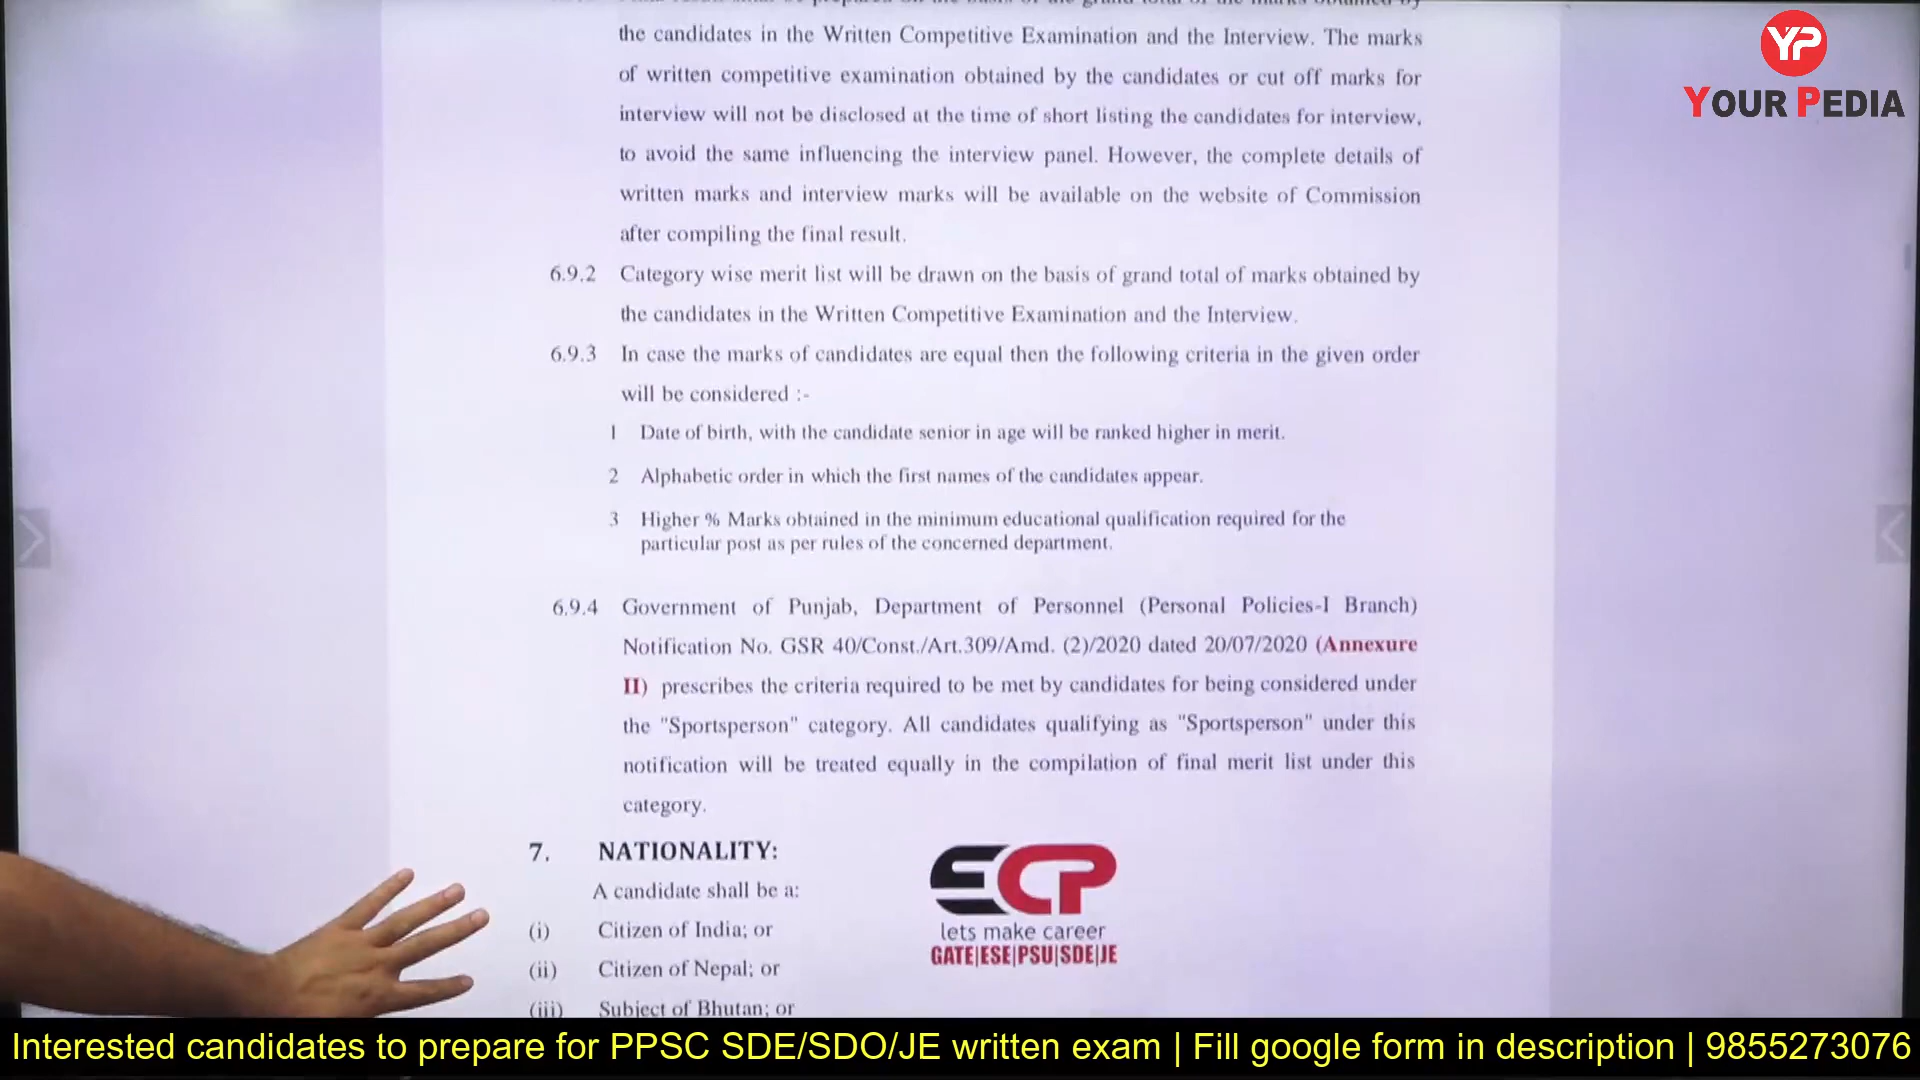 the candidates in the Written Competitive Examination and the Interview. The marks
of written competitive examination obtained by the candidates or cut off marks for
interview will not be disclosed at the time of short listing the candidates for interview,
to avoid the same influencing the interview panel. However, the complete details of
written marks and interview marks will be available on the website of Commission
after compiling the final result.
6.9.2 Category wise merit list will be drawn on the basis of grand total of marks obtained by
the candidates in the Written Competitive Examination and the Interview.
6.9.3 In case the marks of candidates are equal then the following criteria in the given order
will be considered :-
1 Date of birth, with the candidate senior in age will be ranked higher in merit.
2 Alphabetic order in which the first names of the candidates appear.
3 Higher % Marks obtained in the minimum educational qualification required for the
particular post as per rules of the concerned department.
6.9.4 Government of Punjab, Department of Personnel (Personal Policies-I Branch)
Notification No. GSR 40/Const./Art.309/Amd. (2)/2020 dated 20/07/2020 (Annexure
II) prescribes the criteria required to be met by candidates for being considered under
the "Sportsperson" category. All candidates qualifying as "Sportsperson" under this
notification will be treated equally in the compilation of final merit list under this
category.
7. NATIONALITY:
A candidate shall be a:
(i) Citizen of India; or
(ii) Citizen of Nepal; or
(iii) Subject of Bhutan; or
YP
YOUR PEDIA
ECP
lets make career
GATE|ESE|PSU|SDE|JE
Interested candidates to prepare for PPSC SDE/SDO/JE written exam | Fill google form in description | 9855273076